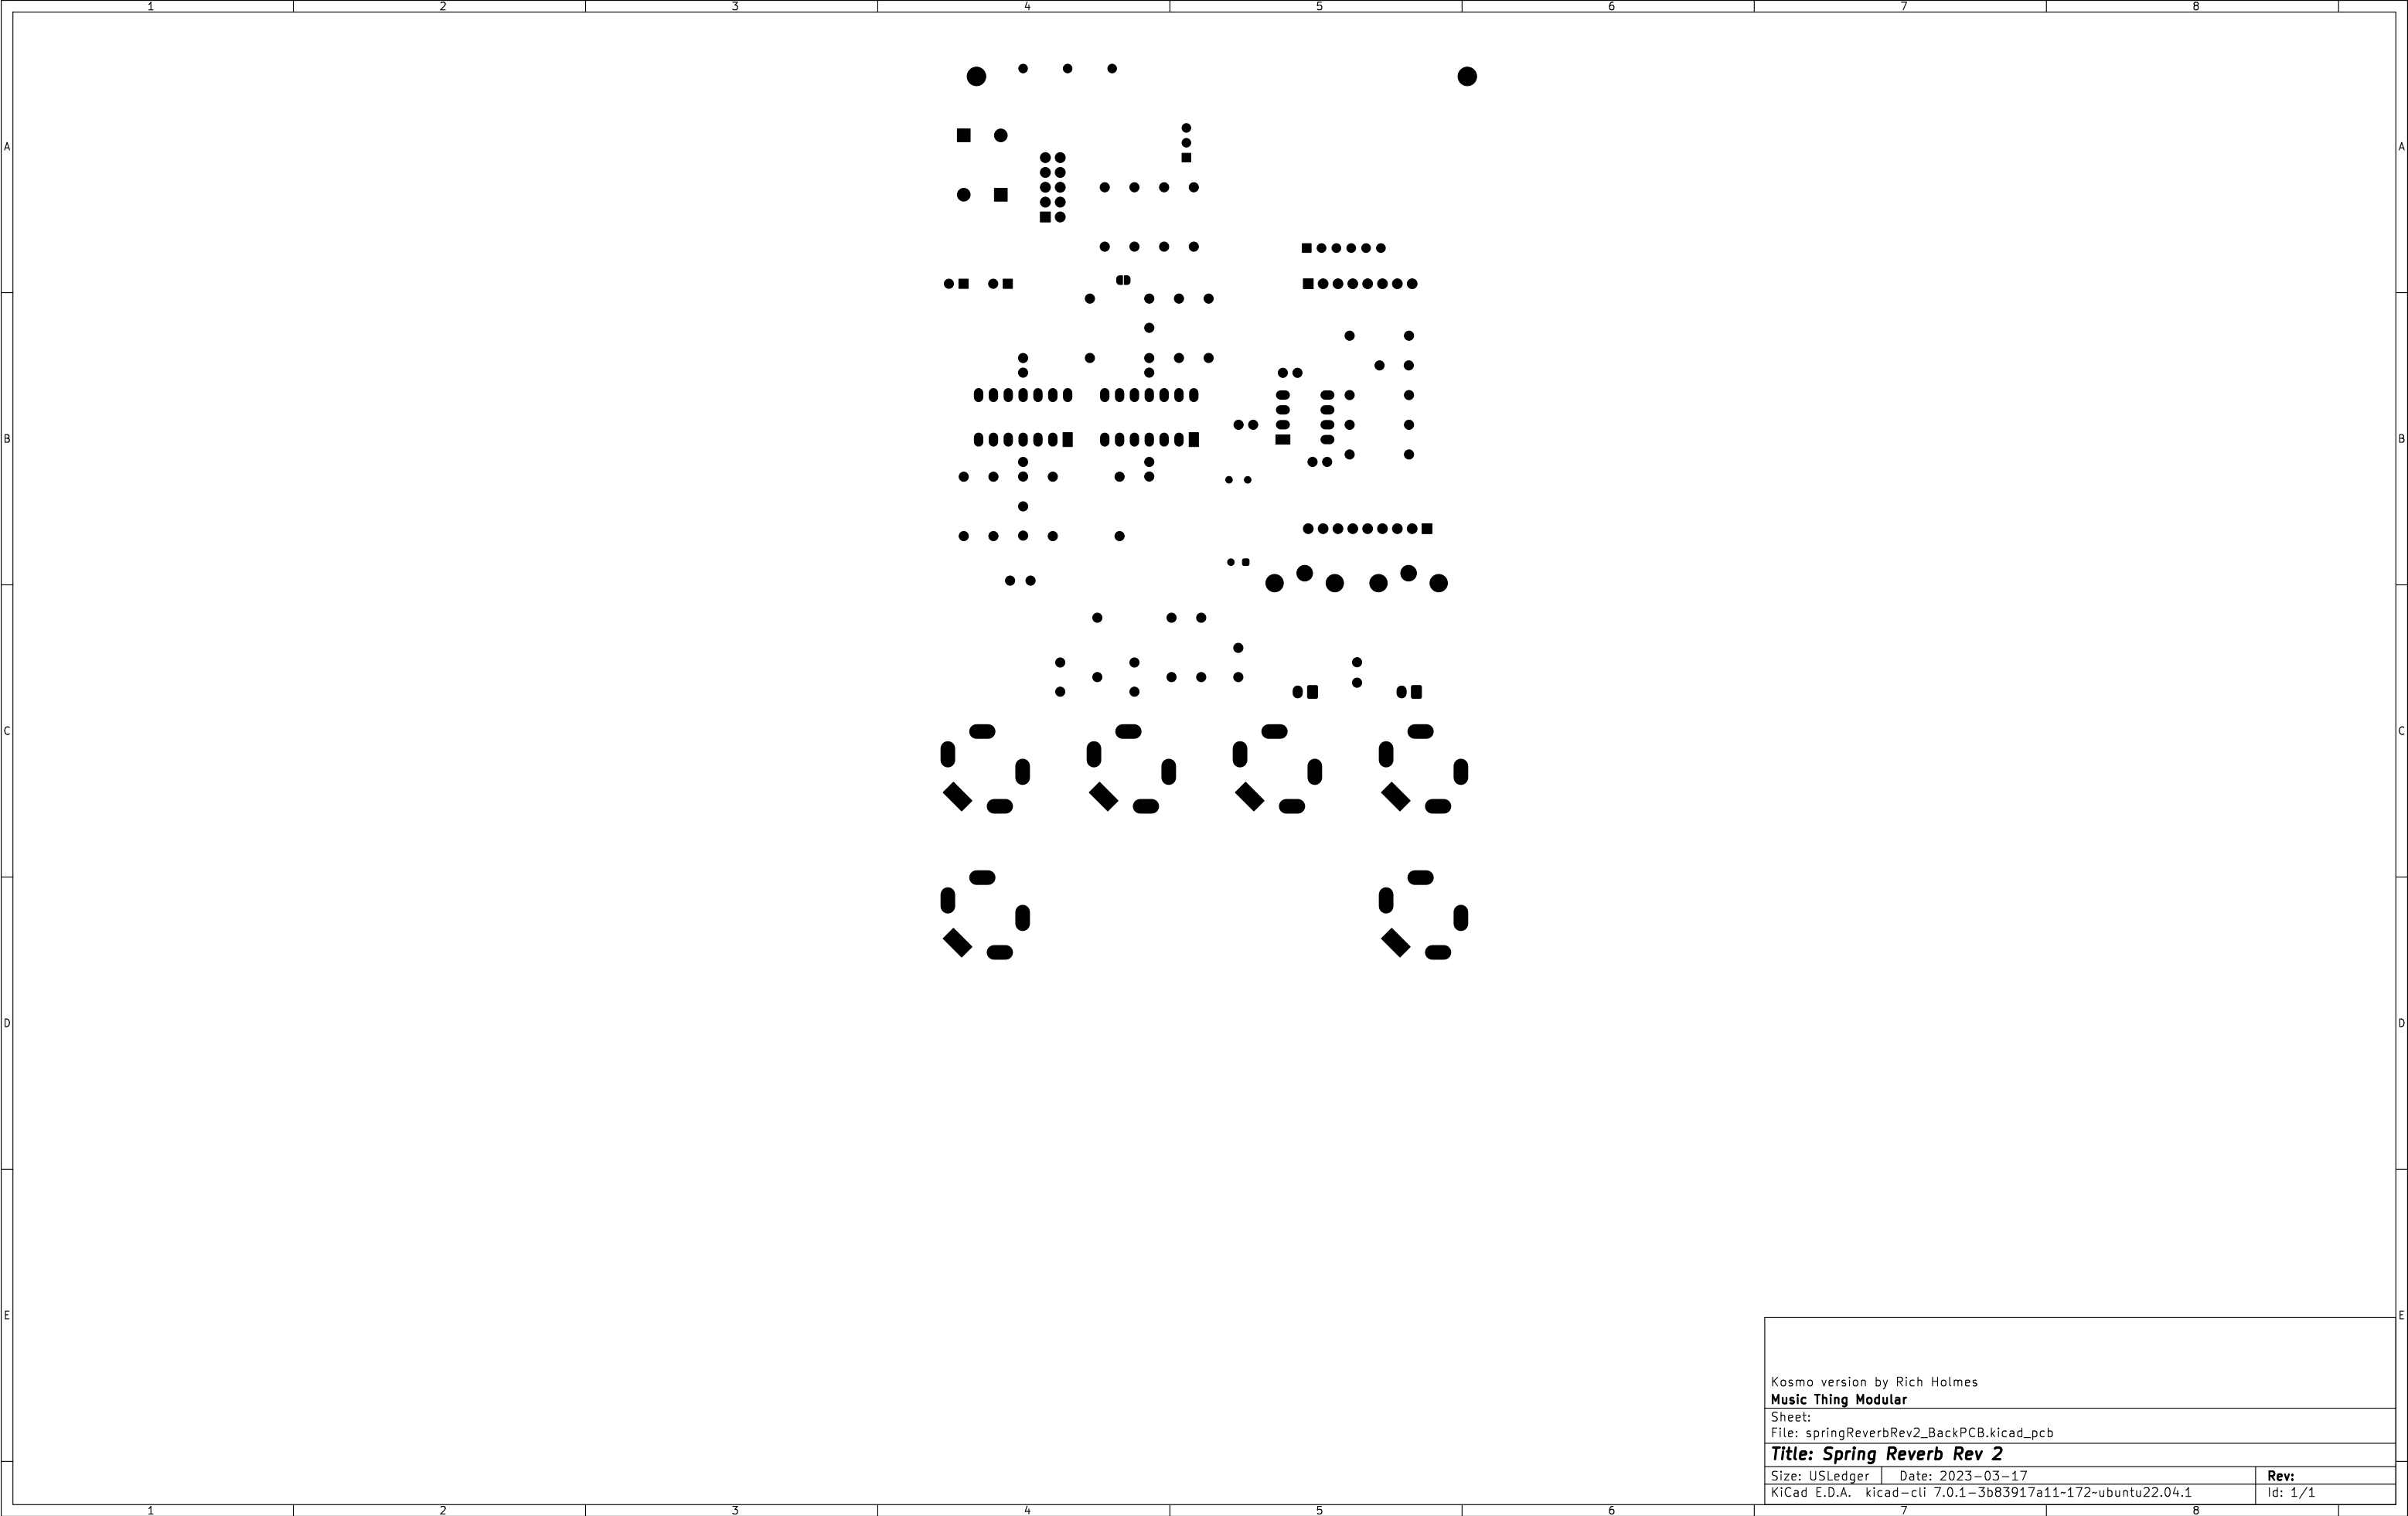 1 2 3 4 5 6 7 8
A A
B B
C C
D D
E E
Kosmo version by Rich Holmes
Music Thing Modular
Sheet:
File: springReverbRev2_BackPCB.kicad_pcb
Title: Spring Reverb Rev 2
Size: USLedger Date: 2023-03-17 Rev:
KiCad E.D.A. kicad-cli 7.0.1-3b83917a11~172~ubuntu22.04.1 Id: 1/1
1 2 3 4 5 6 7 8